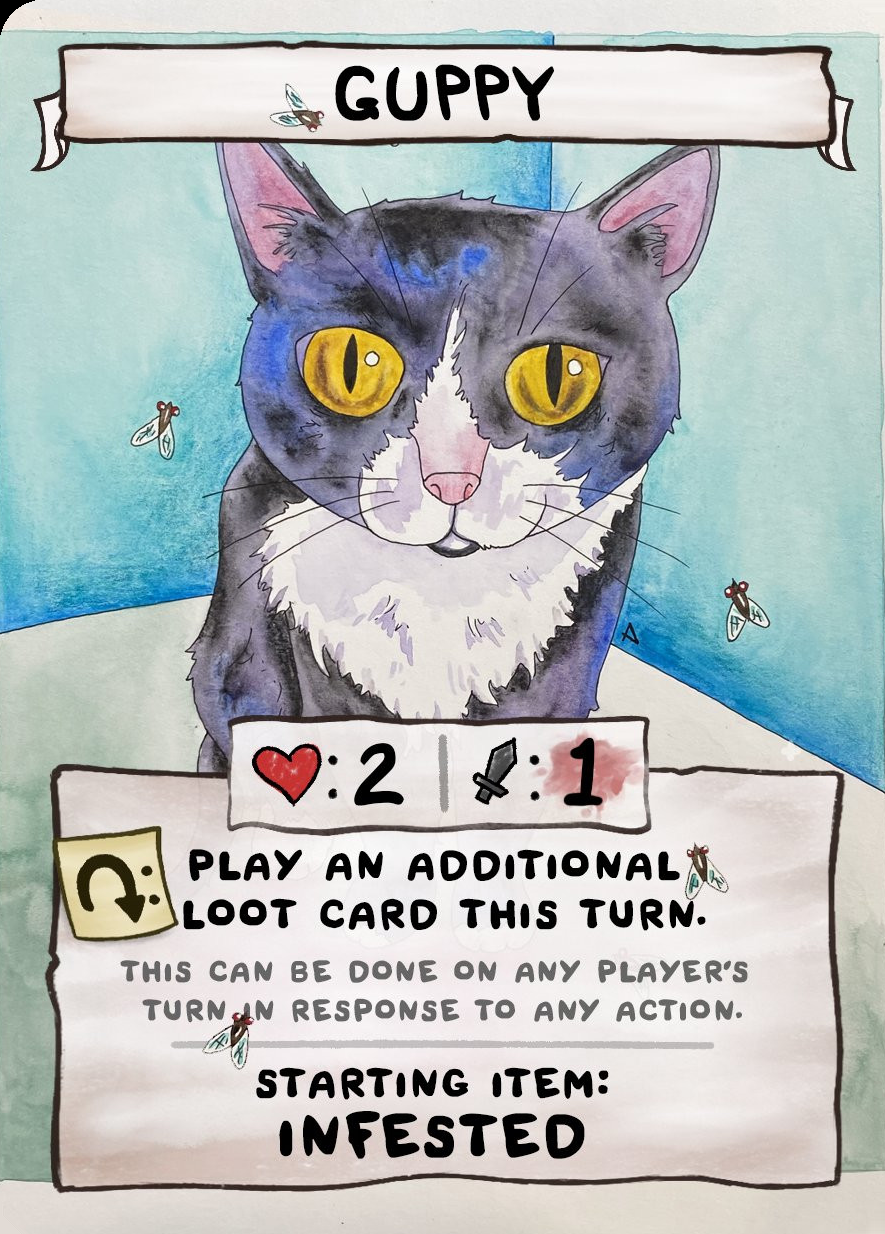 GUPPY
:2 | :1
PLAY AN ADDITIONAL
LOOT CARD THIS TURN.
THIS CAN BE DONE ON ANY PLAYER'S
TURN IN RESPONSE TO ANY ACTION.
STARTING ITEM:
INFESTED